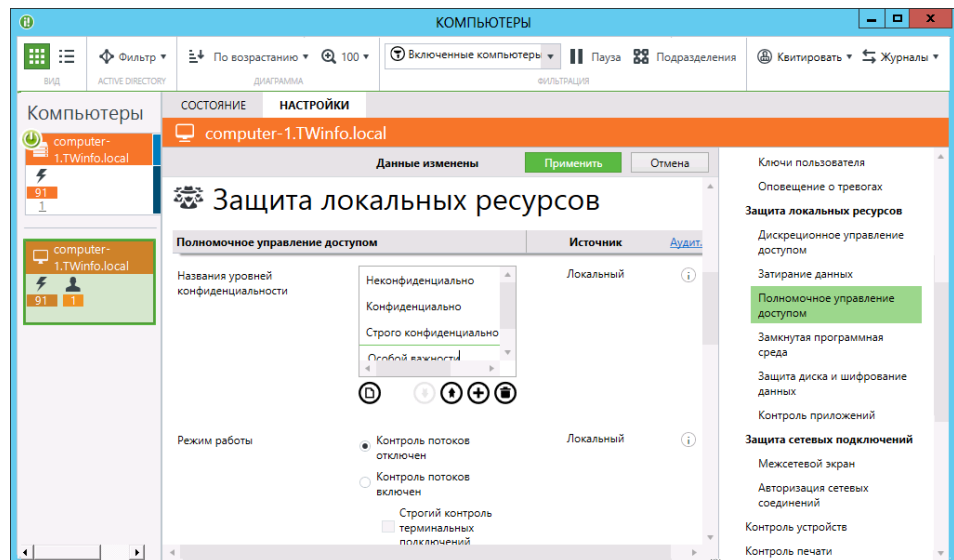 КОМПЬЮТЕРЫ
Фильтр
По возрастанию
100
Включенные компьютеры
Пауза
Подразделения
Квитировать
Журналы
ВИД
ACTIVE DIRECTORY
ДИАГРАММА
ФИЛЬТРАЦИЯ
Компьютеры
computer-
1.TWinfo.local
91
1
computer-
1.TWinfo.local
91 1
СОСТОЯНИЕ
НАСТРОЙКИ
computer-1.TWinfo.local
Данные изменены
Применить
Отмена
Защита локальных ресурсов
Полномочное управление доступом
Источник
Аудит.
Названия уровней
конфиденциальности
Неконфиденциально
Конфиденциально
Строго конфиденциально
Особой важности
Локальный
Режим работы
Контроль потоков
отключен
Контроль потоков
включен
Строгий контроль
терминальных
подключений
Локальный
Ключи пользователя
Оповещение о тревогах
Защита локальных ресурсов
Дискреционное управление
доступом
Затирание данных
Полномочное управление
доступом
Замкнутая программная
среда
Защита диска и шифрование
данных
Контроль приложений
Защита сетевых подключений
Межсетевой экран
Авторизация сетевых
соединений
Контроль устройств
Контроль печати